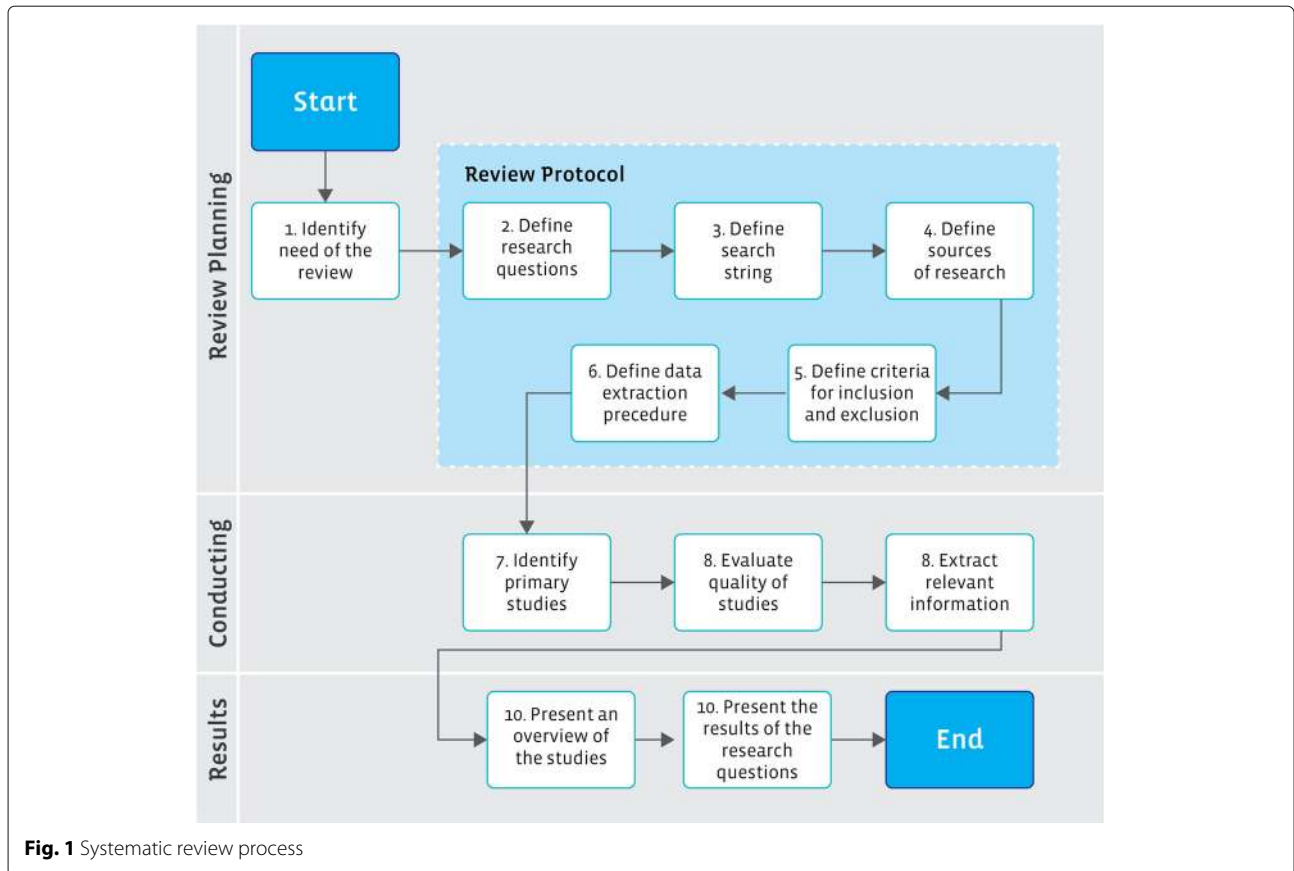 Review Planning
Start
1. Identify
need of the
review
Review Protocol
2. Define
research
questions
3. Define
search
string
4. Define
sources
of research
6. Define data
extraction
precedure
5. Define criteria
for inclusion
and exclusion
Conducting
7. Identify
primary
studies
8. Evaluate
quality of
studies
8. Extract
relevant
information
Results
10. Present an
overview of
the studies
10. Present the
results of the
research
questions
End
Fig. 1 Systematic review process